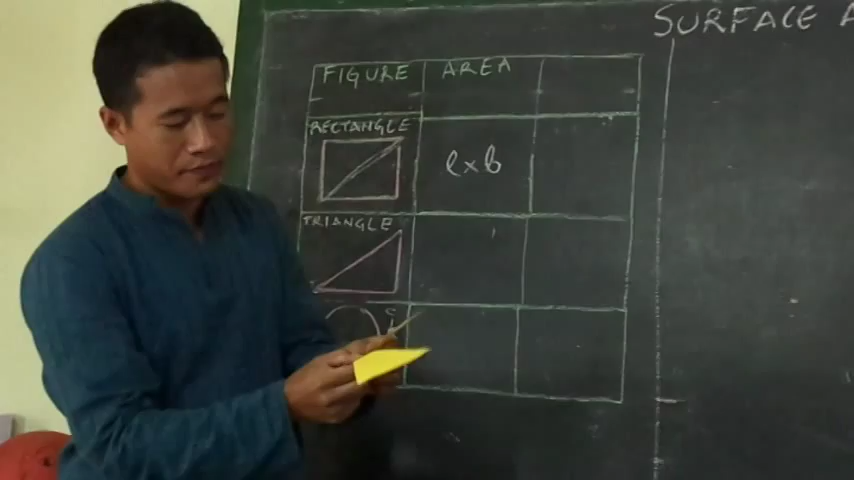 SURFACE A
FIGURE AREA
RECTANGLE
l×b
TRIANGLE